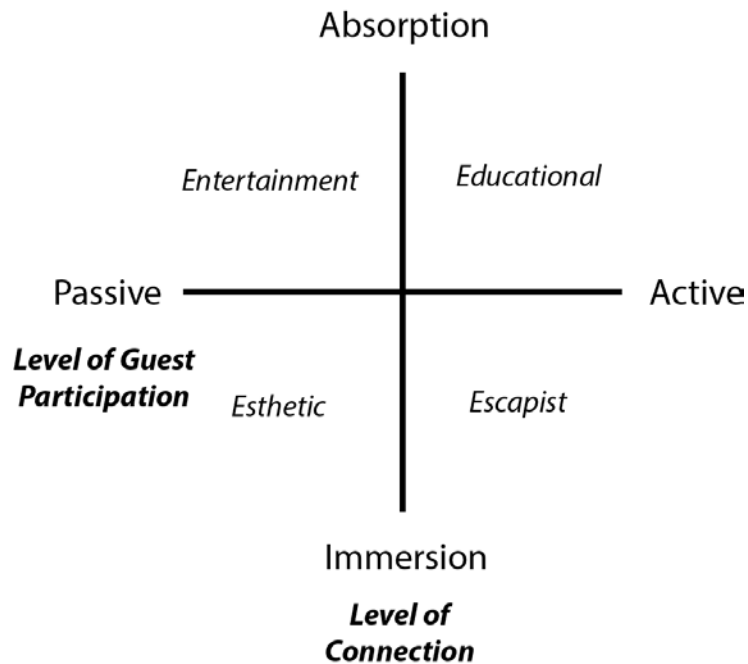 Absorption
Entertainment
Educational
Passive
Active
Level of Guest
Participation
Esthetic
Escapist
Immersion
Level of
Connection